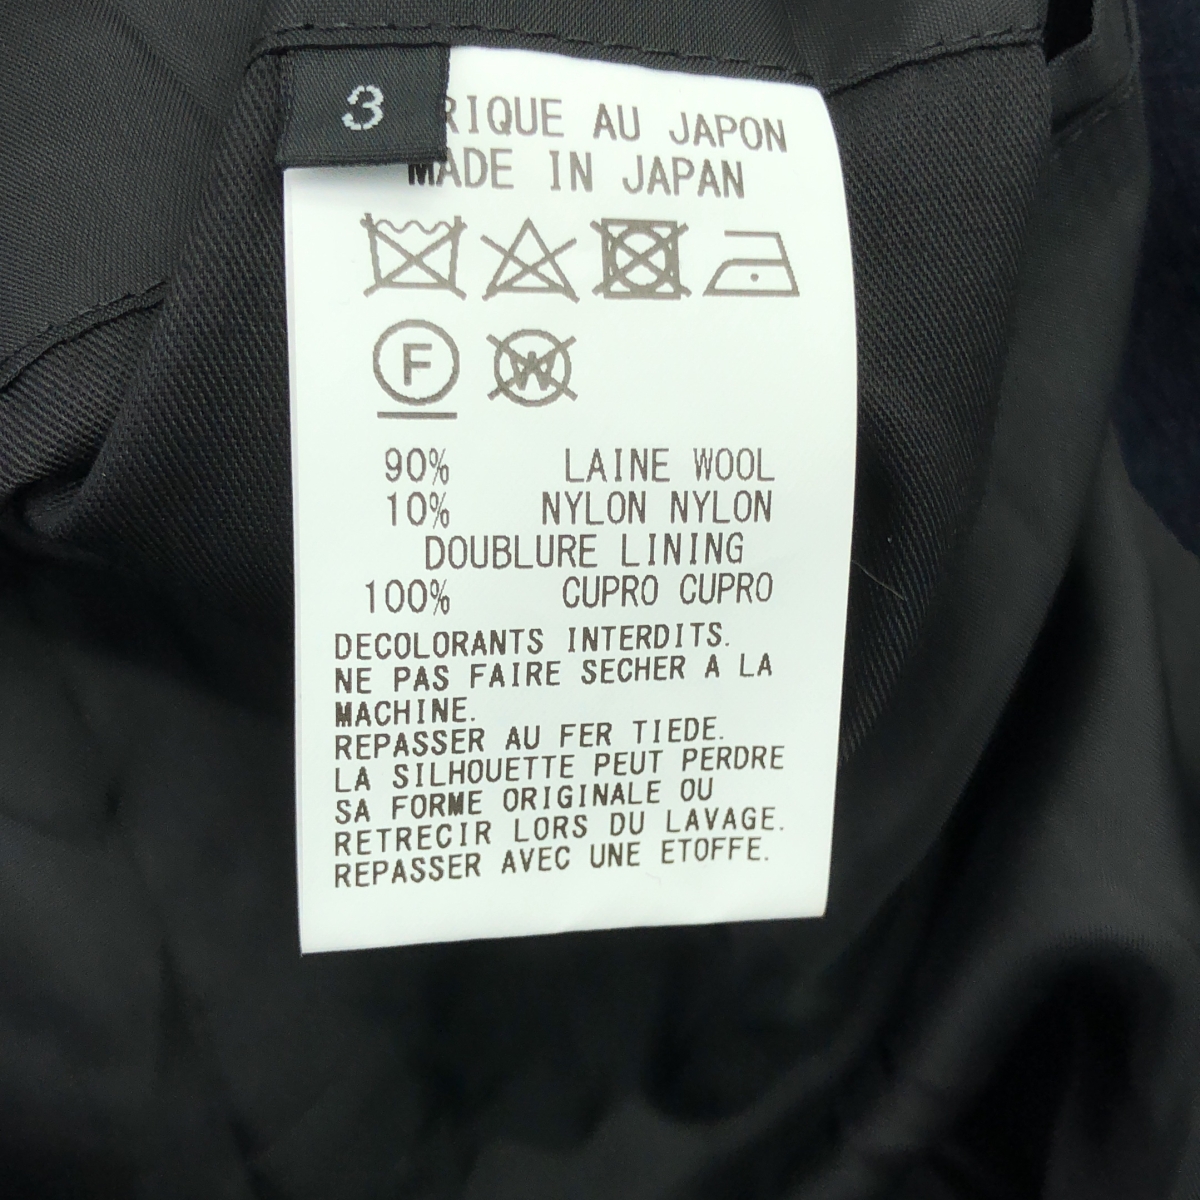 3
RIQUE AU JAPON
MADE IN JAPAN
F W
90% LAINE WOOL
10% NYLON NYLON
DOUBLURE LINING
100% CUPRO CUPRO
DECOLORANTS INTERDITS.
NE PAS FAIRE SECHER A LA
MACHINE.
REPASSER AU FER TIEDE.
LA SILHOUETTE PEUT PERDRE
SA FORME ORIGINALE OU
RETRECIR LORS DU LAVAGE.
REPASSER AVEC UNE ETOFFE.